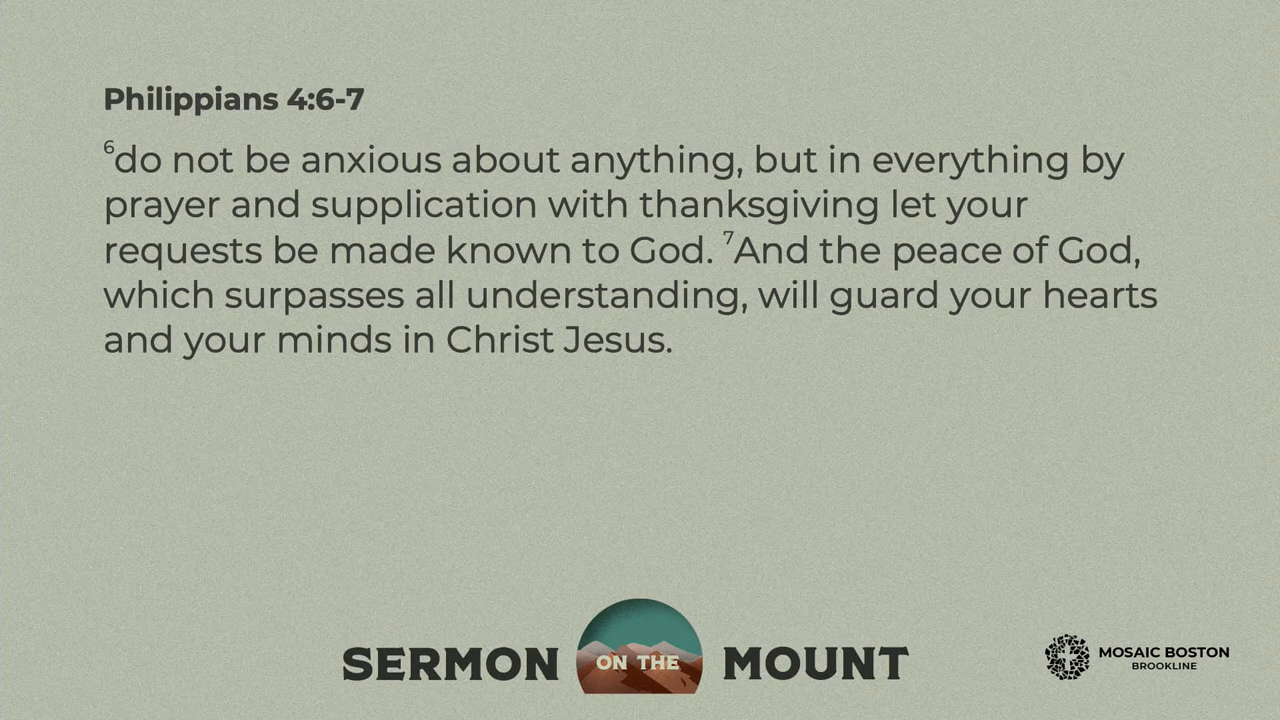 Philippians 4:6-7
⁶do not be anxious about anything, but in everything by
prayer and supplication with thanksgiving let your
requests be made known to God. ⁷And the peace of God,
which surpasses all understanding, will guard your hearts
and your minds in Christ Jesus.
SERMON ON THE MOUNT
MOSAIC BOSTON
BROOKLINE